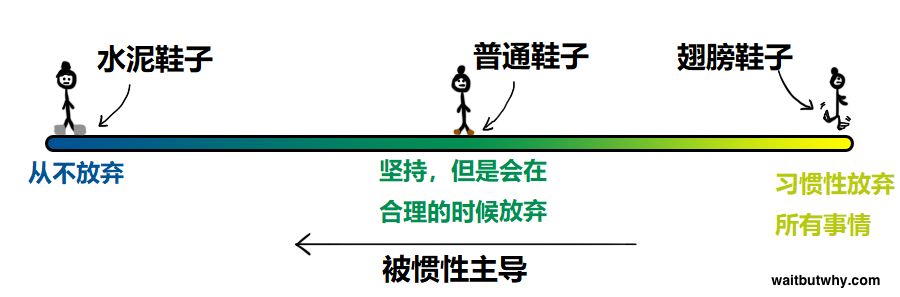 水泥鞋子
普通鞋子
翅膀鞋子
从不放弃
坚持，但是会在
合理的时候放弃
习惯性放弃
所有事情
被惯性主导
waitbutwhy.com